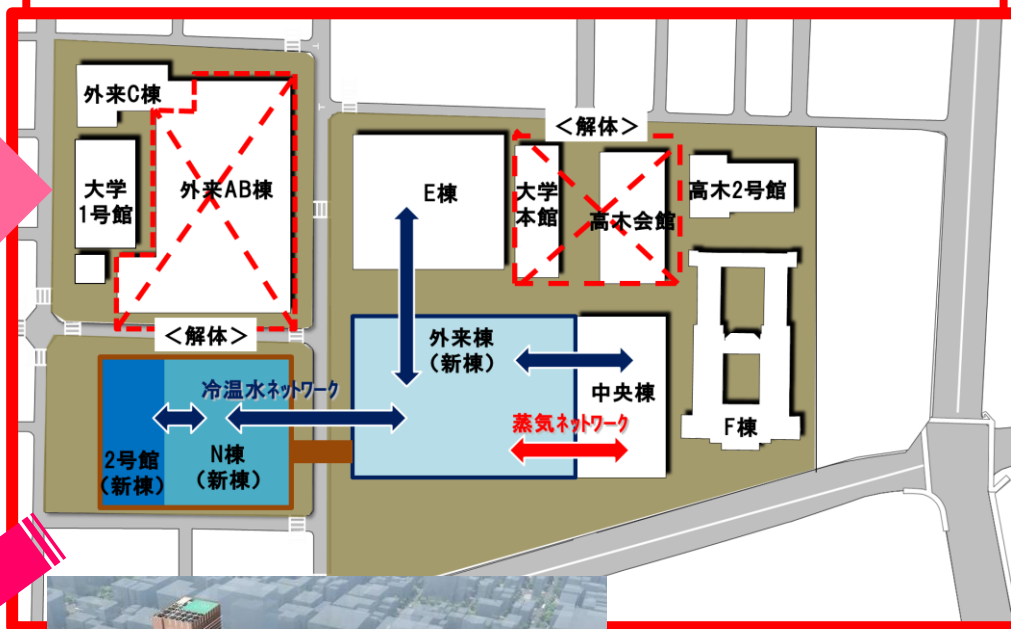 外来C棟
大学
1号館
外来AB棟
<解体>
E棟
<解体>
大学
本館
高木会館
高木2号館
外来棟
(新棟)
中央棟
F棟
冷温水ネットワーク
蒸気ネットワーク
2号館
(新棟)
N棟
(新棟)